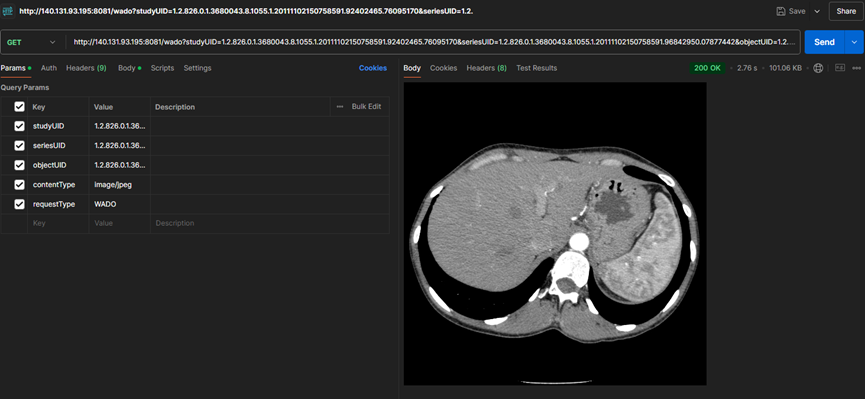 http://140.131.93.195:8081/wado?studyUID=1.2.826.0.1.3680043.8.1055.1.20111102150758591.92402465.76095170&seriesUID=1.2.
Save
Share
GET
http://140.131.93.195:8081/wado?studyUID=1.2.826.0.1.3680043.8.1055.1.20111102150758591.92402465.76095170&seriesUID=1.2.826.0.1.3680043.8.1055.1.20111102150758591.96842950.07877442&objectUID=1.2....
Send
Params
Auth
Headers (9)
Body
Scripts
Settings
Cookies
Query Params
Key Value Description
Bulk Edit
studyUID 1.2.826.0.1.36...
seriesUID 1.2.826.0.1.36...
objectUID 1.2.826.0.1.36...
contentType image/jpeg
requestType WADO
Key Value Description
Body
Cookies
Headers (8)
Test Results
200 OK
2.76 s
101.06 KB